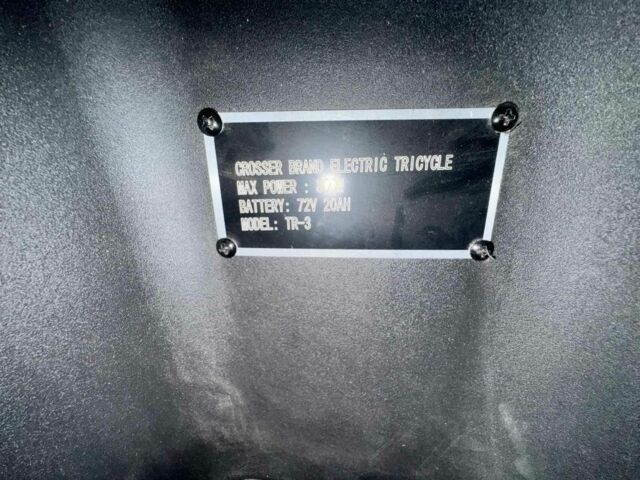 CROSSER BRAND ELECTRIC TRICYCLE
MAX POWER :
BATTERY: 72V 20AH
MODEL: TR-3